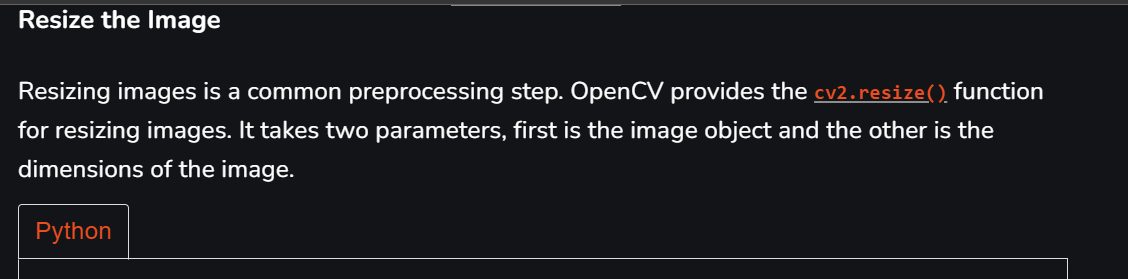 Resize the Image
Resizing images is a common preprocessing step. OpenCV provides the cv2.resize() function
for resizing images. It takes two parameters, first is the image object and the other is the
dimensions of the image.
Python